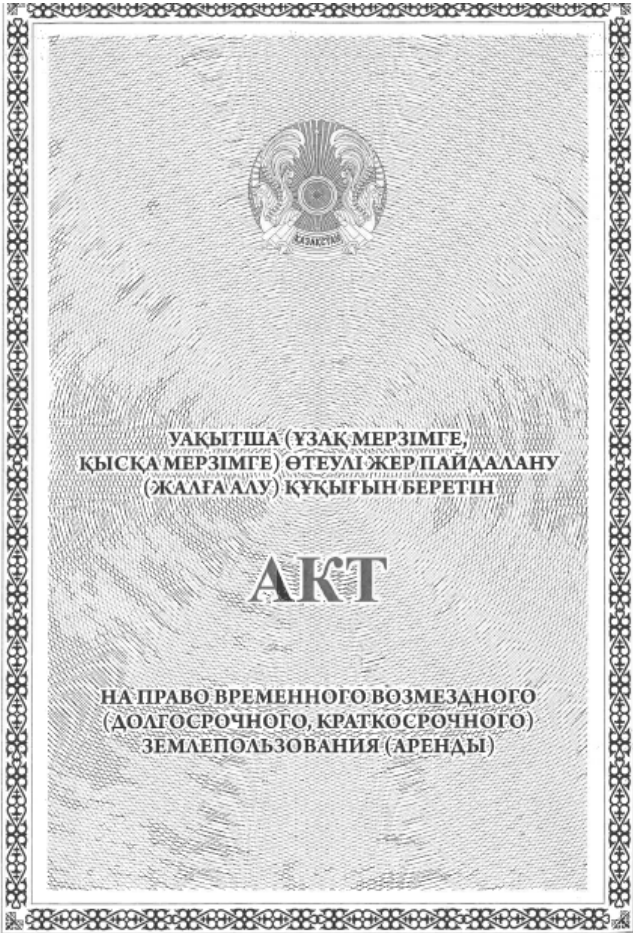 ҚАЗАҚСТАН
УАҚЫТША (ҰЗАҚ МЕРЗІМГЕ,
ҚЫСҚА МЕРЗІМГЕ) ӨТЕУЛІ ЖЕР ПАЙДАЛАНУ
(ЖАЛҒА АЛУ) ҚҰҚЫҒЫН БЕРЕТІН
АКТ
НА ПРАВО ВРЕМЕННОГО ВОЗМЕЗДНОГО
(ДОЛГОСРОЧНОГО, КРАТКОСРОЧНОГО)
ЗЕМЛЕПОЛЬЗОВАНИЯ (АРЕНДЫ)